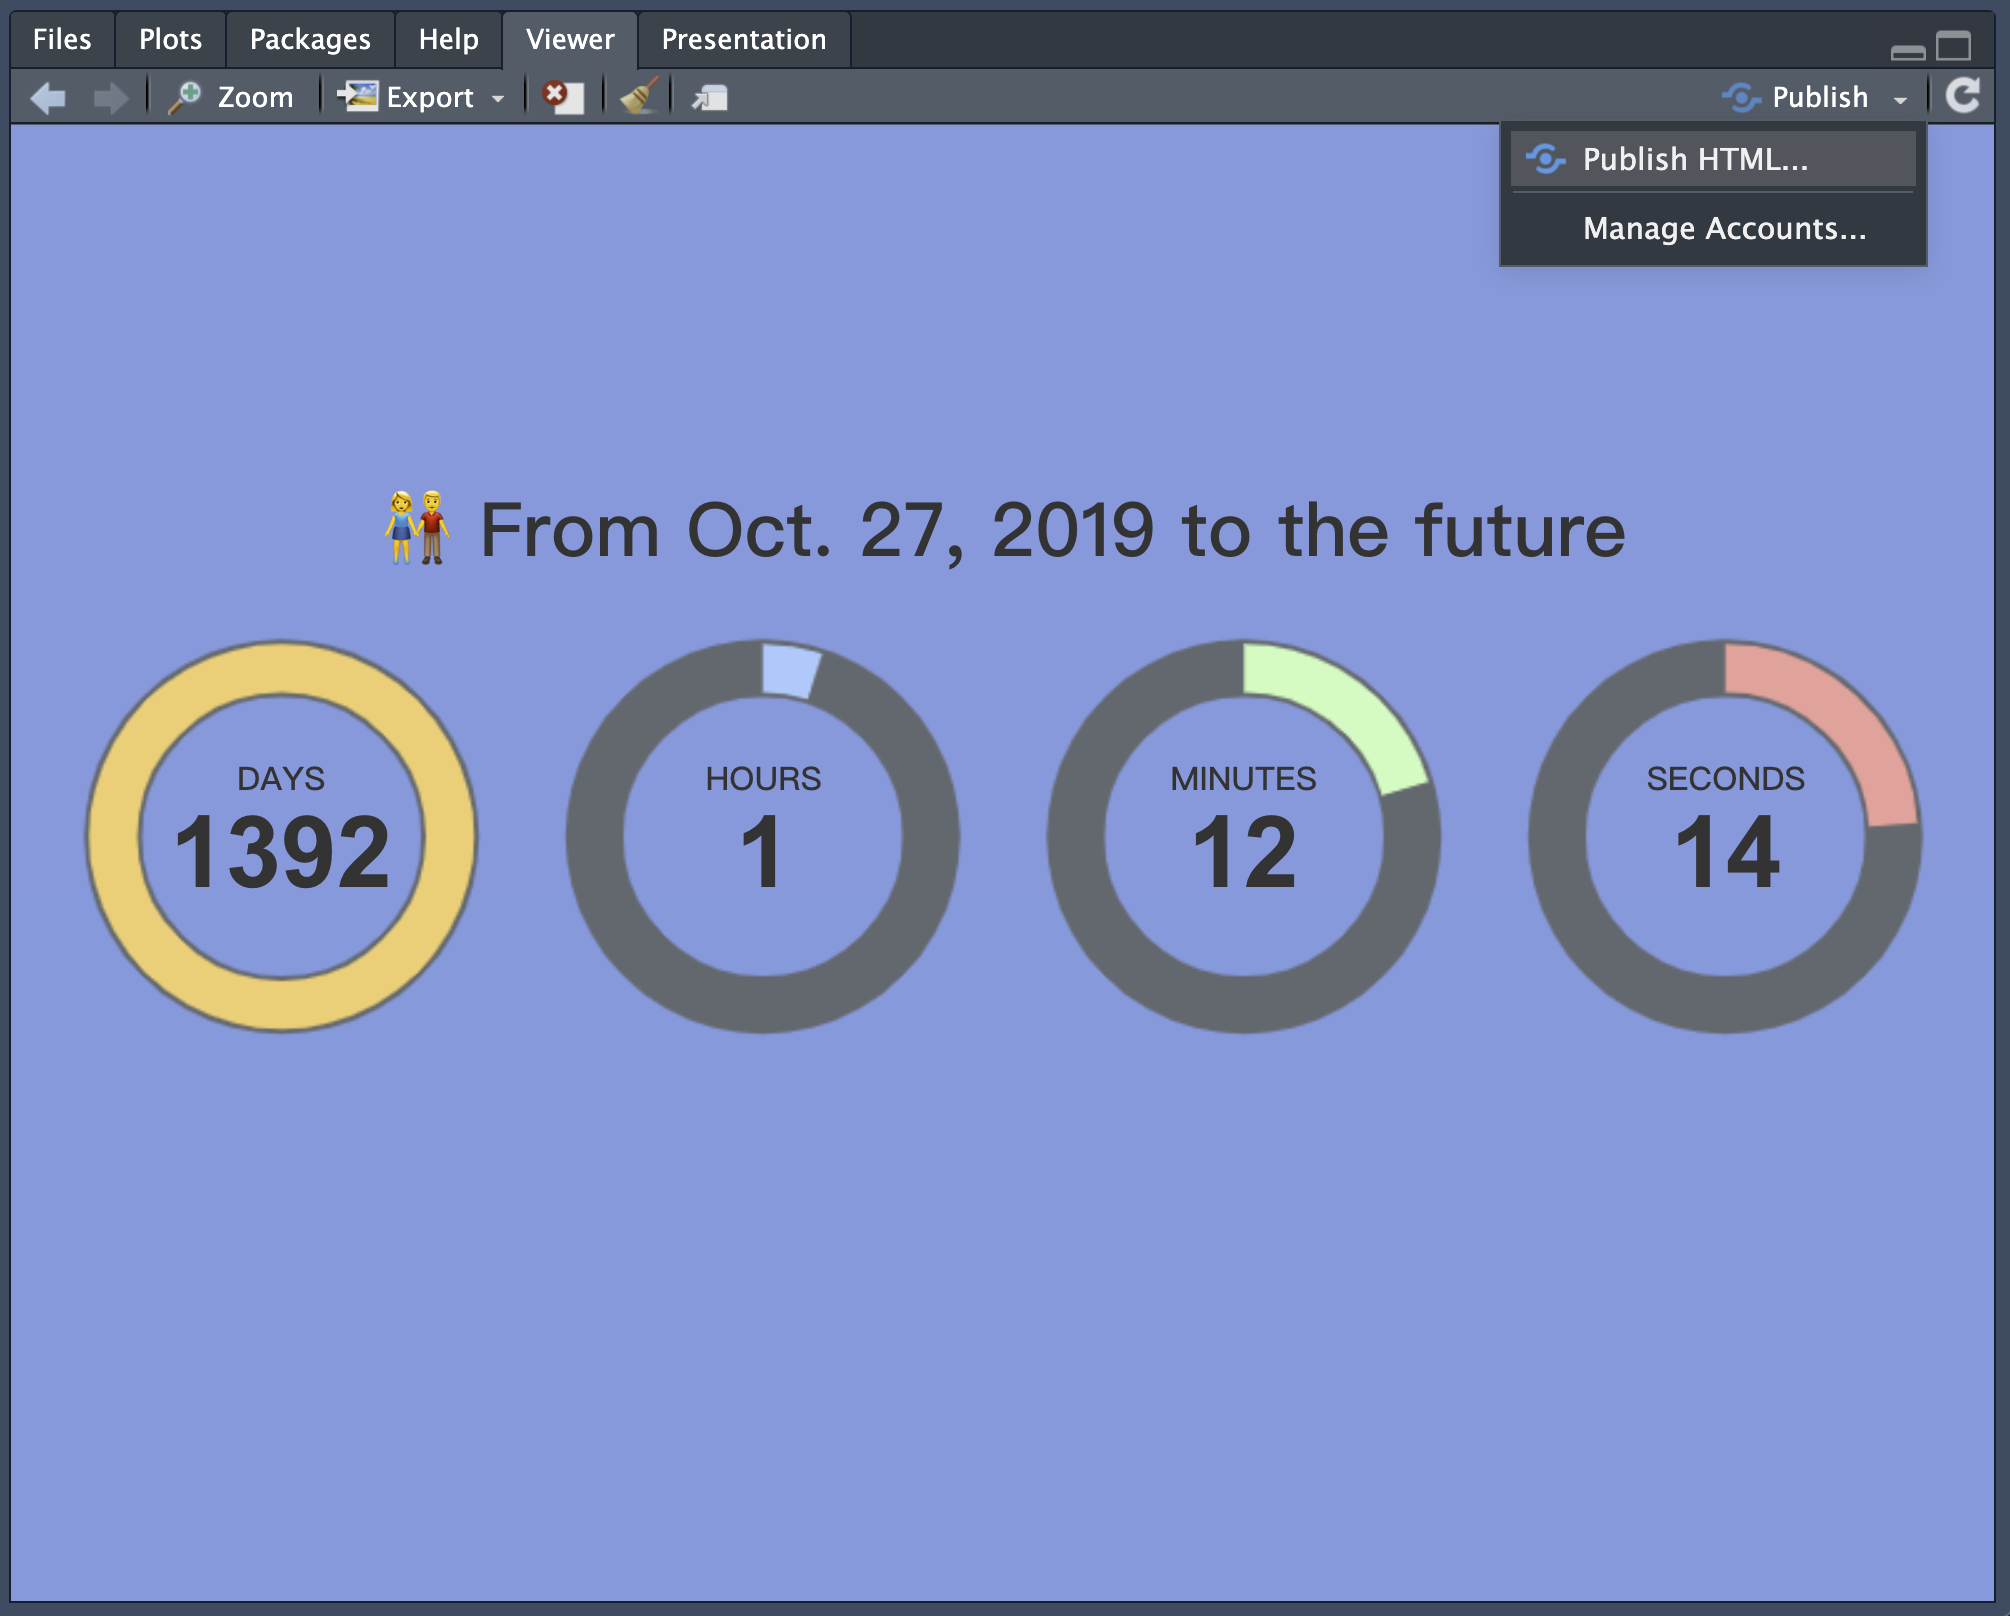 Files Plots Packages Help Viewer Presentation
Zoom Export Publish
Publish HTML...
Manage Accounts...
From Oct. 27, 2019 to the future
DAYS HOURS MINUTES SECONDS
1392 1 12 14